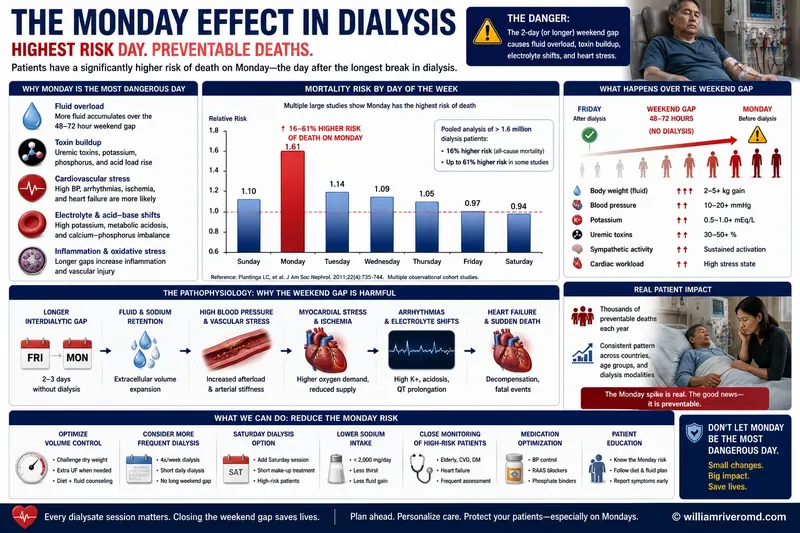 THE MONDAY EFFECT IN DIALYSIS
HIGHEST RISK DAY. PREVENTABLE DEATHS.
Patients have a significantly higher risk of death on Monday—the day after the longest break in dialysis.
THE DANGER:
The 2-day (or longer) weekend gap
causes fluid overload, toxin buildup,
electrolyte shifts, and heart stress.
WHY MONDAY IS THE MOST DANGEROUS DAY
Fluid overload
More fluid accumulates over the
48–72 hour weekend gap
Toxin buildup
Uremic toxins, potassium,
phosphorus, and acid load rise
Cardiovascular stress
High BP, arrhythmias, ischemia,
and heart failure are more likely
Electrolyte & acid–base shifts
High potassium, metabolic acidosis,
and calcium–phosphorus imbalance
Inflammation & oxidative stress
Longer gaps increase inflammation
and vascular injury
MORTALITY RISK BY DAY OF THE WEEK
Multiple large studies show Monday has the highest risk of death
Relative Risk
1.8
1.6
1.4
1.2
1.0
0.8
0.6
↑ 16–61% HIGHER RISK
OF DEATH ON MONDAY
1.10
1.61
1.14
1.09
1.05
0.97
0.94
Sunday
Monday
Tuesday
Wednesday
Thursday
Friday
Saturday
Pooled analysis of > 1.6 million
dialysis patients:
• 16% higher risk (all-cause mortality)
• Up to 61% higher risk in some studies
Reference: Plantinga LC, et al. J Am Soc Nephrol. 2011;22(4):735–744. Multiple observational cohort studies.
WHAT HAPPENS OVER THE WEEKEND GAP
FRIDAY
After dialysis
WEEKEND GAP
48–72 HOURS
(NO DIALYSIS)
MONDAY
Before dialysis
Body weight (fluid) ↑↑↑ 2–5+ kg gain
Blood pressure ↑↑ 10–20+ mmHg
K+ Potassium ↑↑ 0.5–1.0+ mEq/L
Uremic toxins ↑↑ 30–50+ %
Sympathetic activity ↑↑ Sustained activation
Cardiac workload ↑↑ High stress state
THE PATHOPHYSIOLOGY: WHY THE WEEKEND GAP IS HARMFUL
LONGER
INTERDIALYTIC GAP
FRI
MON
2–3 days
without dialysis
FLUID & SODIUM
RETENTION
Extracellular volume
expansion
HIGH BLOOD PRESSURE
& VASCULAR STRESS
Increased afterload
& arterial stiffness
MYOCARDIAL STRESS
& ISCHEMIA
Higher oxygen demand,
reduced supply
ARRHYTHMIAS
& ELECTROLYTE SHIFTS
High K+, acidosis,
QT prolongation
HEART FAILURE
& SUDDEN DEATH
Decompensation,
fatal events
REAL PATIENT IMPACT
Thousands of
preventable deaths
each year
Consistent pattern
across countries,
age groups, and
dialysis modalities
The Monday spike is real. The good news—
it is preventable.
WHAT WE CAN DO: REDUCE THE MONDAY RISK
OPTIMIZE
VOLUME CONTROL
• Challenge dry weight
• Extra UF when needed
• Diet + fluid counseling
CONSIDER MORE
FREQUENT DIALYSIS
• 4x/week dialysis
• Short daily dialysis
• No long weekend gap
SATURDAY DIALYSIS
OPTION
SAT
• Add Saturday session
• Short make-up treatment
• High-risk patients
LOWER SODIUM
INTAKE
• < 2,000 mg/day
• Less thirst
• Less fluid gain
CLOSE MONITORING
OF HIGH-RISK PATIENTS
• Elderly, CVD, DM
• Heart failure
• Frequent assessment
MEDICATION
OPTIMIZATION
• BP control
• RAAS blockers
• Phosphate binders
PATIENT
EDUCATION
• Know the Monday risk
• Follow diet & fluid plan
• Report symptoms early
DON'T LET MONDAY
BE THE MOST
DANGEROUS DAY.
Small changes.
Big impact.
Save lives.
Every dialysate session matters. Closing the weekend gap saves lives.
Plan ahead. Personalize care. Protect your patients—especially on Mondays.
© williamriveromd.com